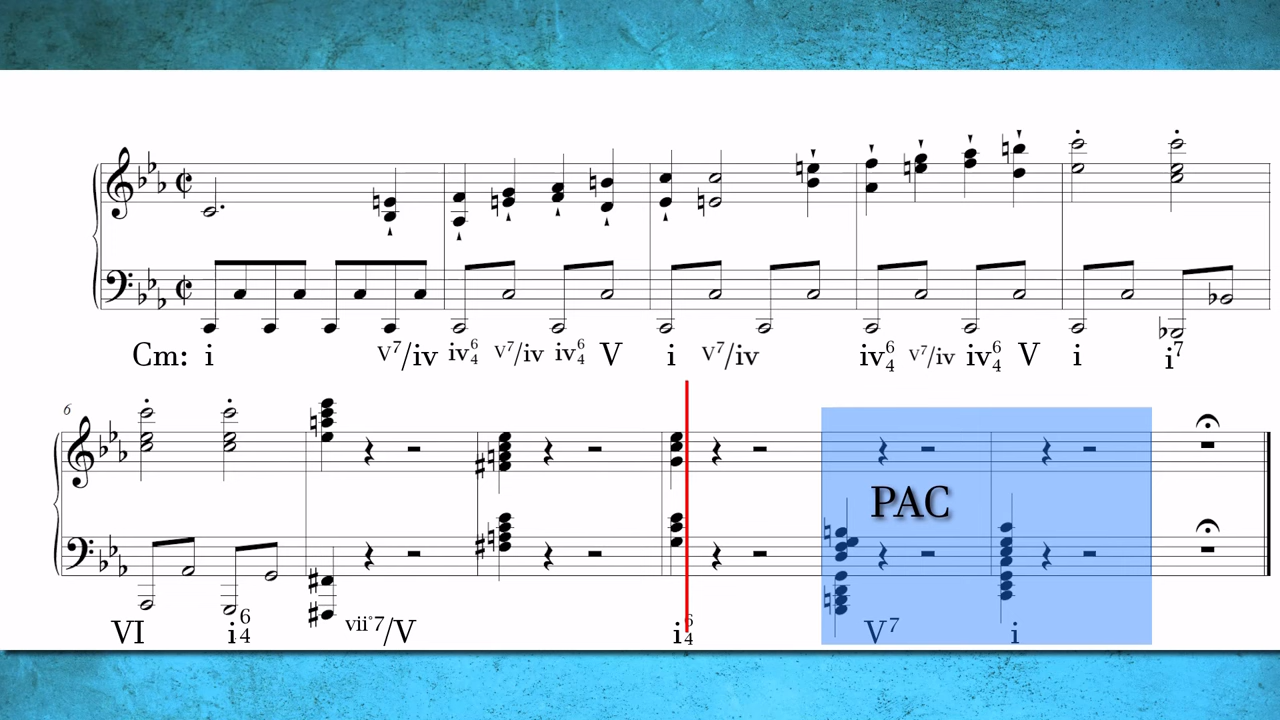 Cm: i V7/iv iv6/4 V7/iv iv6/4 V i V7/iv iv6/4 V7/iv iv6/4 V i i7
6
PAC
VI i6/4 vii°7/V i6/4 V7 i